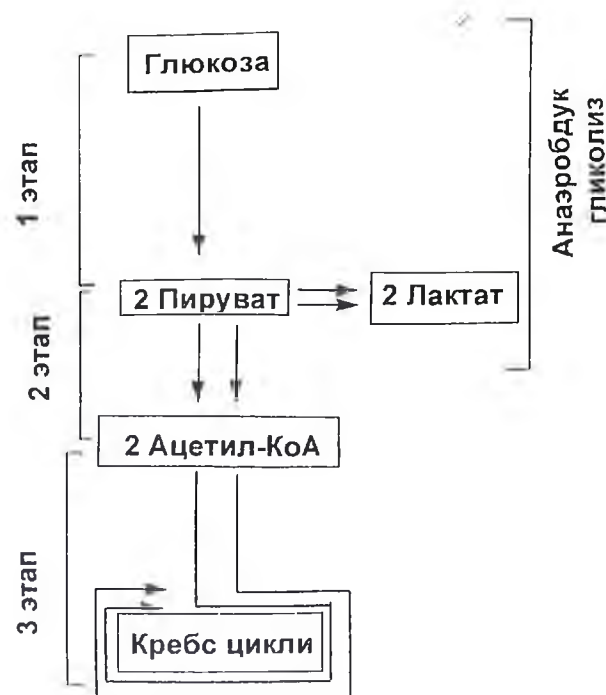 Глюкоза
1 этап
Анаэробдук
гликолиз
2 Пируват
2 Лактат
2 этап
2 Ацетил-КоА
3 этап
Кребс цикли